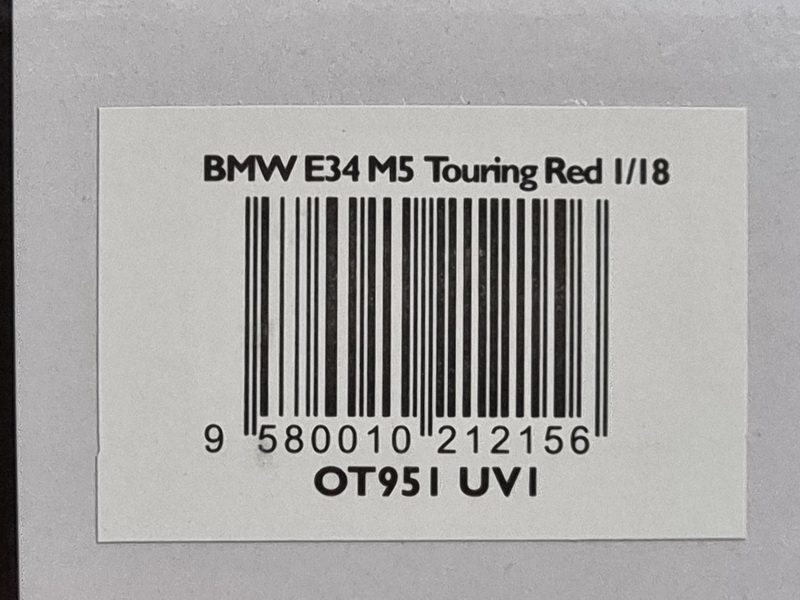 BMW E34 M5 Touring Red 1/18
9 580010 212156
OT951 UV1